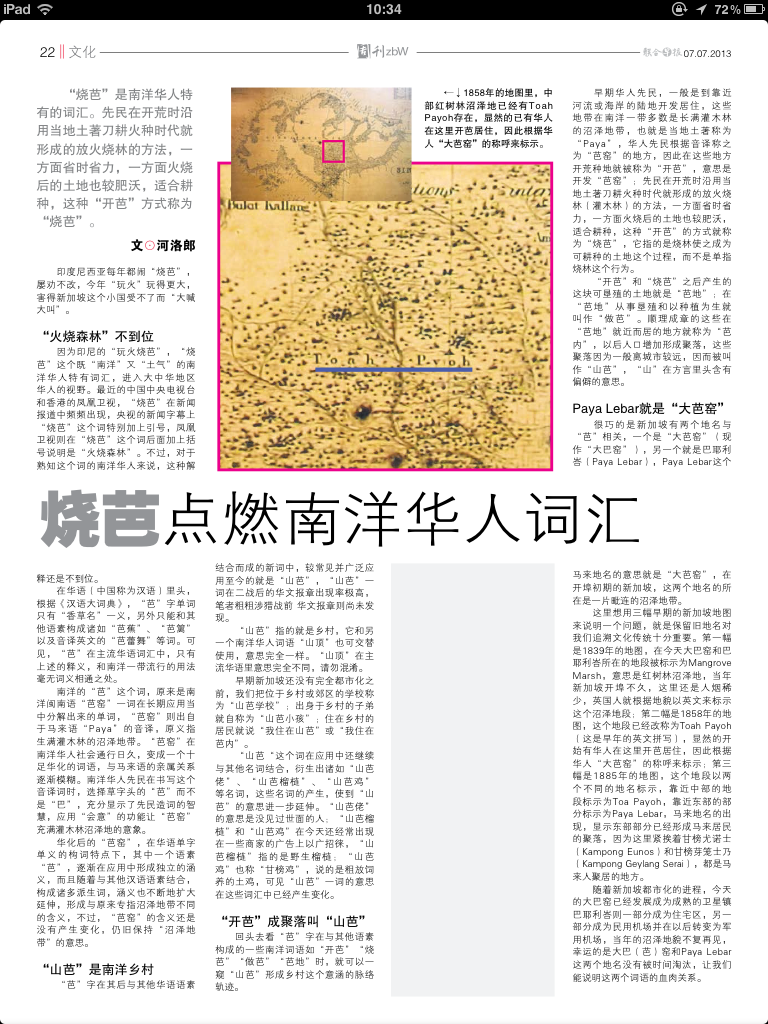 iPad
10:34
72%
22 文化
周刊zbW
联合早报 07.07.2013
“烧芭”是南洋华人特
有的词汇。先民在开荒时沿
用当地土著刀耕火种时代就
形成的放火烧林的方法，一
方面省时省力，一方面火烧
后的土地也较肥沃，适合耕
种，这种“开芭”方式称为
“烧芭”。
文⊙河洛郎
印度尼西亚每年都闹“烧芭”，
屡劝不改，今年“玩火”玩得更大，
害得新加坡这个小国受不了而“大喊
大叫”。
“火烧森林”不到位
因为印尼的“玩火烧芭”，“烧
芭”这个既“南洋”又“土气”的南
洋华人特有词汇，进入大中华地区
华人的视野。最近的中国中央电视台
和香港的凤凰卫视，“烧芭”在新闻
报道中频频出现，央视的新闻字幕上
“烧芭”这个词特别加上引号，凤凰
卫视则在“烧芭”这个词后面加上括
号说明是“火烧森林”。不过，对于
熟知这个词的南洋华人来说，这种解
←↓1858年的地图里，中
部红树林沼泽地已经有Toah
Payoh存在，显然的已有华人
在这里开芭居住，因此根据华
人“大芭窑”的称呼来标示。
Bukit Kallang
Toah Pyoh
早期华人先民，一般是到靠近
河流或海岸的陆地开发居住，这些
地带在南洋一带多数是长满灌木林
的沼泽地带，也就是当地土著称为
“Paya”，华人先民根据音译称之
为“芭窑”的地方，因此在这些地方
开荒种地就被称为“开芭”，意思是
开发“芭窑”；先民在开荒时沿用当
地土著刀耕火种时代就形成的放火烧
林（灌木林）的方法，一方面省时省
力，一方面火烧后的土地也较肥沃，
适合耕种，这种“开芭”的方式就称
为“烧芭”，它指的是烧林使之成为
可耕种的土地这个过程，而不是单指
烧林这个行为。
“开芭”和“烧芭”之后产生的
这块可垦殖的土地就是“芭地”；在
“芭地”从事垦殖和以种植为生就
叫作“做芭”。顺理成章的这些在
“芭地”就近而居的地方就称为“芭
内”，以后人口增加形成聚落，这些
聚落因为一般离城市较远，因而被叫
作“山芭”，“山”在方言里头含有
偏僻的意思。
Paya Lebar就是“大芭窑”
很巧的是新加坡有两个地名与
“芭”相关，一个是“大芭窑”（现
作“大巴窑”），另一个就是巴耶利
峇（Paya Lebar），Paya Lebar这个
烧芭点燃南洋华人词汇
释还是不到位。
在华语（中国称为汉语）里头，
根据《汉语大词典》，“芭”字单词
只有“香草名”一义，另外只能和其
他语素构成诸如“芭蕉”、“芭篱”
以及音译英文的“芭蕾舞”等词。可
见，“芭”在主流华语词汇中，只有
上述的释义，和南洋一带流行的用法
毫无词义相通之处。
南洋的“芭”这个词，原来是南
洋闽南语“芭窑”一词在长期应用当
中分解出来的单词，“芭窑”则出自
于马来语“Paya”的音译，原义指
生满灌木林的沼泽地带。“芭窑”在
南洋华人社会通行日久，变成一个十
足华化的词语，与马来语的亲属关系
逐渐模糊。南洋华人先民在书写这个
音译词时，选择草字头的“芭”而不
是“巴”，充分显示了先民造词的智
慧，应用“会意”的功能让“芭窑”
充满灌木林沼泽地的意象。
华化后的“芭窑”，在华语单字
单义的构词特点下，其中一个语素
“芭”，逐渐在应用中形成独立的涵
义，而且随着与其他汉语语素结合，
构成诸多派生词，涵义也不断地扩大
延伸，形成与原来专指沼泽地带不同
的含义，不过，“芭窑”的含义还是
没有产生变化，仍旧保持“沼泽地
带”的意思。
“山芭”是南洋乡村
“芭”字在其后与其他华语语素
结合而成的新词中，较常见并广泛应
用至今的就是“山芭”，“山芭”一
词在二战后的华文报章出现率极高，
笔者粗粗涉猎战前 华文报章则尚未发
现。
“山芭”指的就是乡村，它和另
一个南洋华人词语“山顶”也可交替
使用，意思完全一样。“山顶”在主
流华语里意思完全不同，请勿混淆。
早期新加坡还没有完全都市化之
前，我们把位于乡村或郊区的学校称
为“山芭学校”；出身于乡村的子弟
就自称为“山芭小孩”；住在乡村的
居民就说“我住在山芭”或“我住在
芭内”。
“山芭“这个词在应用中还继续
与其他名词结合，衍生出诸如“山芭
佬”、“山芭榴梿”、“山芭鸡”
等名词，这些名词的产生，使到“山
芭”的意思进一步延伸。“山芭佬”
的意思是没见过世面的人；“山芭榴
梿”和“山芭鸡”在今天还经常出现
在一些商家的广告上以广招徕，“山
芭榴梿”指的是野生榴梿；“山芭
鸡”也称“甘榜鸡”，说的是粗放饲
养的土鸡，可见“山芭”一词的意思
在这些词汇中已经产生变化。
“开芭”成聚落叫“山芭”
回头去看“芭”字在与其他语素
构成的一些南洋词语如“开芭”“烧
芭”“做芭”“芭地”时，就可以一
窥“山芭”形成乡村这个意涵的脉络
轨迹。
马来地名的意思就是“大芭窑”，在
开埠初期的新加坡，这两个地名的所
在是一片毗连的沼泽地。
这里想用三幅早期的新加坡地图
来说明一个问题，就是保留旧地名对
我们追溯文化传统十分重要。第一幅
是1839年的地图，在今天大巴窑和巴
耶利峇所在的地段被标示为Mangrove
Marsh，意思是红树林沼泽地，当年
新加坡开埠不久，这里还是人烟稀
少，英国人就根据地貌以英文来标示
这个沼泽地段；第二幅是1858年的地
图，这个地段已经改称为Toah Payoh
（这是早年的英文拼写），显然的开
始有华人在这里开芭居住，因此根据
华人“大芭窑”的称呼来标示；第三
幅是1885年的地图，这个地段以两
个不同的地名标示，靠近中部的地
段标示为Toa Payoh，靠近东部的部
分标示为Paya Lebar，马来地名的出
现，显示东部部分已经形成马来居民
的聚落，因为这里紧挨着甘榜尤诺士
（Kampong Eunos）和甘榜芽笼士乃
（Kampong Geylang Serai），都是马
来人聚居的地方。
随着新加坡都市化的进程，今天
的大巴窑已经发展成为成熟的卫星镇
巴耶利峇则一部分成为住宅区，另一
部分成为民用机场并在以后转变为军
用机场，当年的沼泽地貌不复再见，
幸运的是大巴（芭）窑和Paya Lebar
这两个地名没有被时间淘汰，让我们
能说明这两个词语的血肉关系。